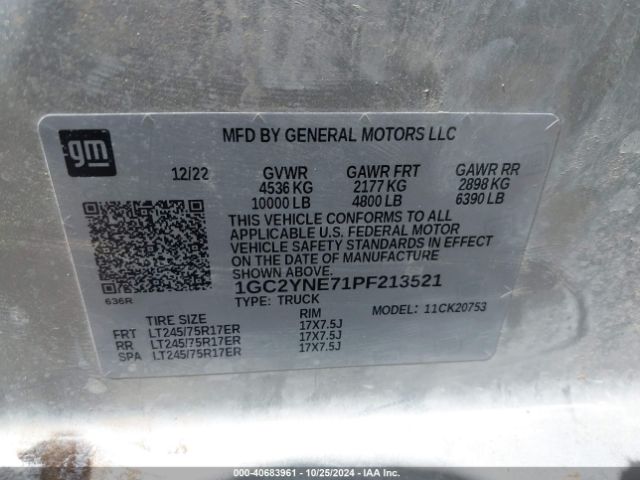 gm
MFD BY GENERAL MOTORS LLC
12/22 GVWR GAWR FRT GAWR RR
4536 KG 2177 KG 2898 KG
10000 LB 4800 LB 6390 LB
THIS VEHICLE CONFORMS TO ALL
APPLICABLE U.S. FEDERAL MOTOR
VEHICLE SAFETY STANDARDS IN EFFECT
ON THE DATE OF MANUFACTURE
SHOWN ABOVE.
636R
1GC2YNE71PF213521
TYPE: TRUCK MODEL: 11CK20753
TIRE SIZE RIM
FRT LT245/75R17ER 17X7.5J
RR LT245/75R17ER 17X7.5J
SPA LT245/75R17ER 17X7.5J
000-40683961 - 10/25/2024 - IAA Inc.